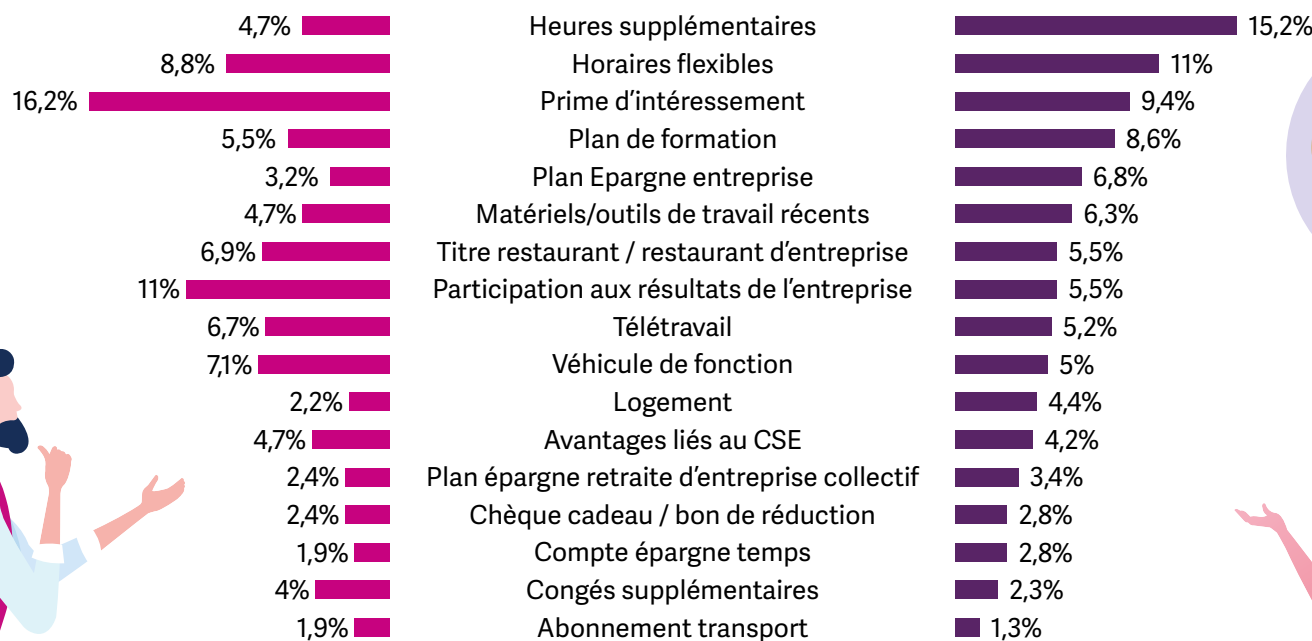 4,7% Heures supplémentaires 15,2%
8,8% Horaires flexibles 11%
16,2% Prime d’intéressement 9,4%
5,5% Plan de formation 8,6%
3,2% Plan Epargne entreprise 6,8%
4,7% Matériels/outils de travail récents 6,3%
6,9% Titre restaurant / restaurant d’entreprise 5,5%
11% Participation aux résultats de l’entreprise 5,5%
6,7% Télétravail 5,2%
7,1% Véhicule de fonction 5%
2,2% Logement 4,4%
4,7% Avantages liés au CSE 4,2%
2,4% Plan épargne retraite d’entreprise collectif 3,4%
2,4% Chèque cadeau / bon de réduction 2,8%
1,9% Compte épargne temps 2,8%
4% Congés supplémentaires 2,3%
1,9% Abonnement transport 1,3%